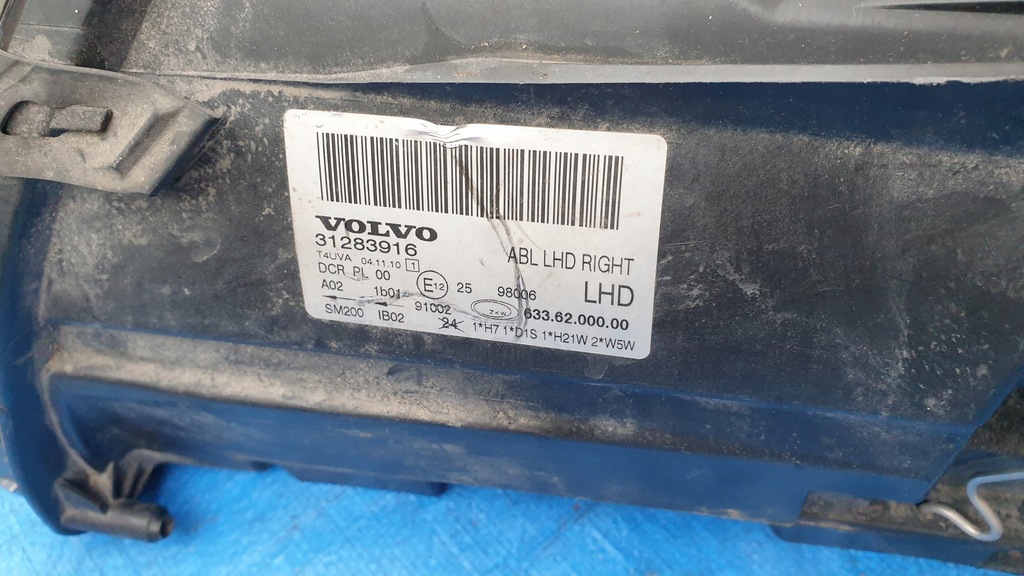 VOLVO
31283916
T4UVA 04.11.10 1
ABL LHD RIGHT
DCR PL 00 E12 25 98006 LHD
A02 1b01 91002 ZKW 633.62.000.00
SM200 IB02 24 1*H7 1*D1S 1*H21W 2*W5W